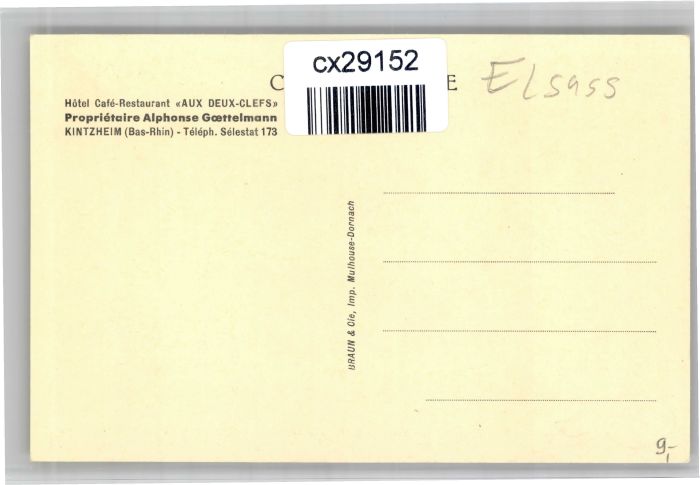 cx29152
C E
Elsass
Hôtel Café-Restaurant «AUX DEUX-CLEFS»
Propriétaire Alphonse Gœttelmann
KINTZHEIM (Bas-Rhin) - Téléph. Sélestat 173
BRAUN & Cie, Imp. Mulhouse-Dornach
9,-